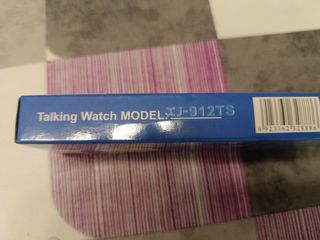 Talking Watch MODEL: XJ-912TS